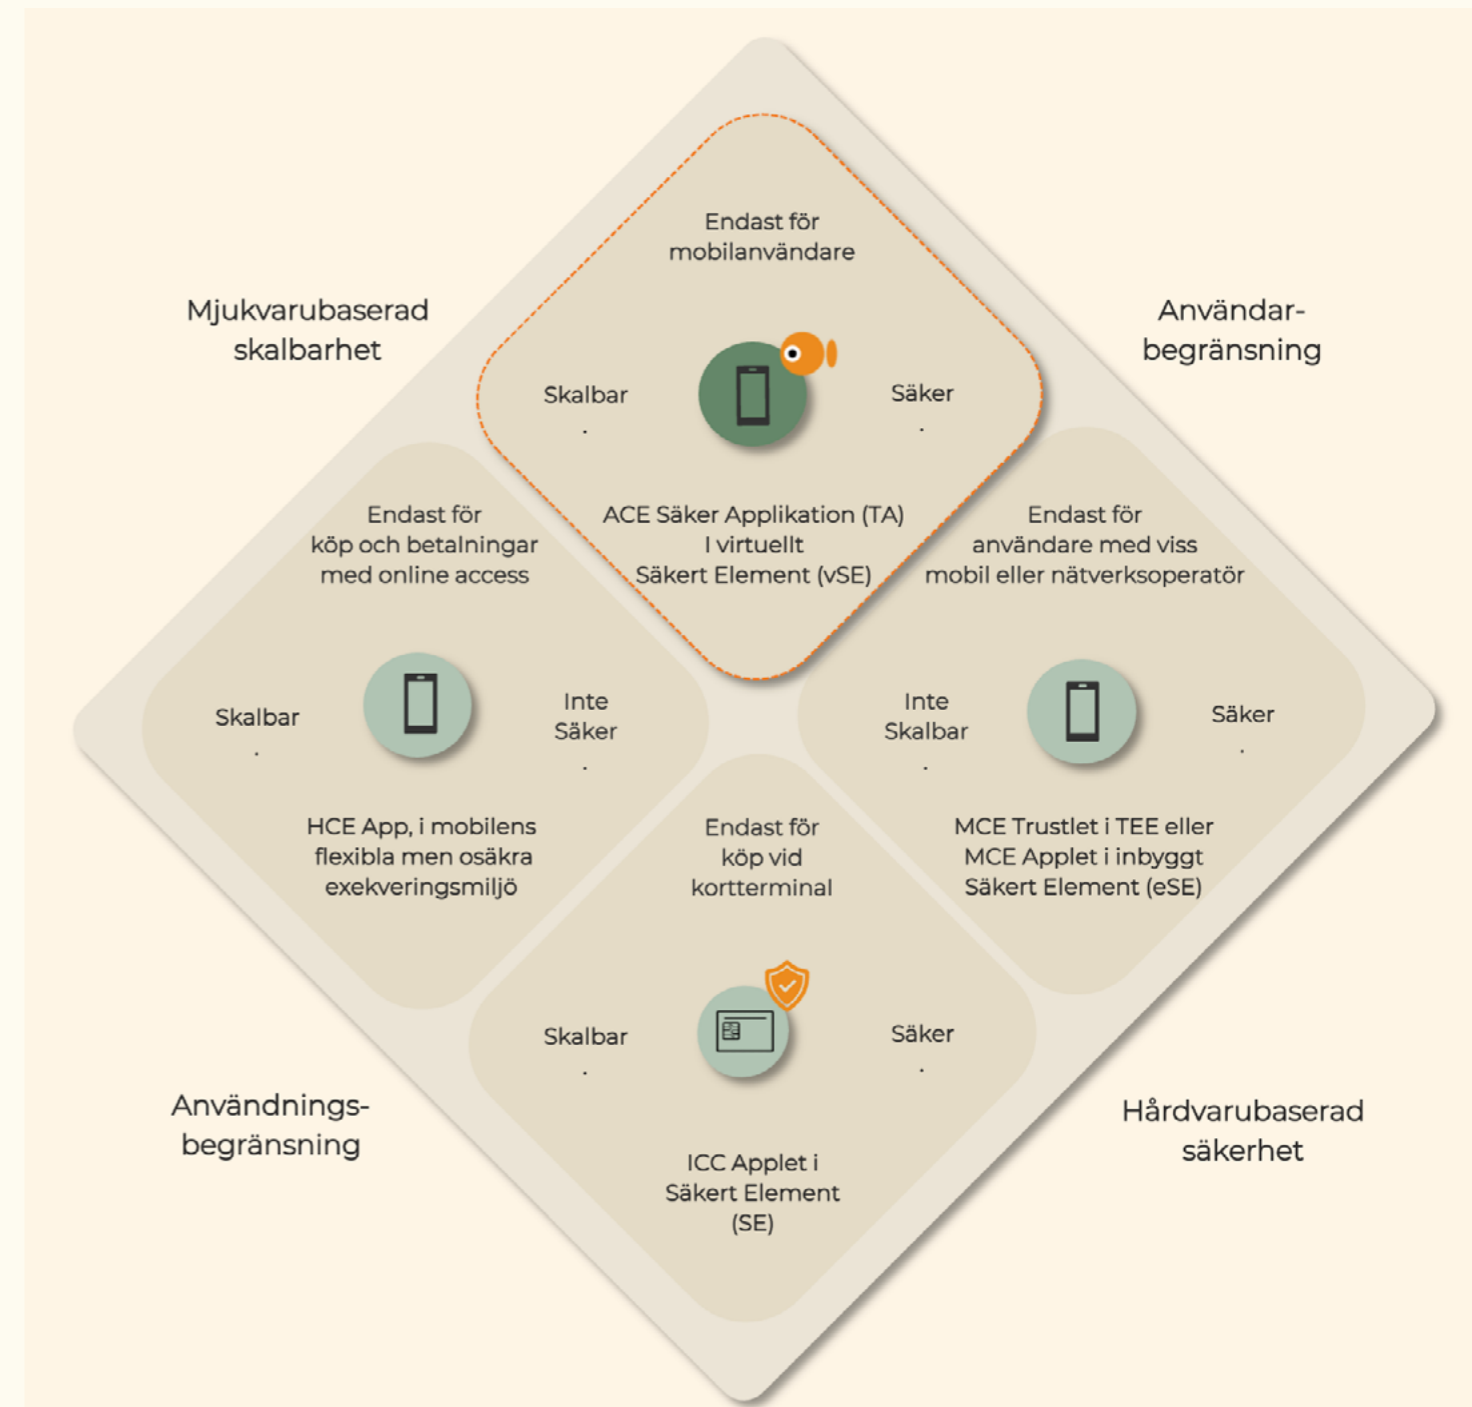 Endast för
mobilanvändare
Mjukvarubaserad
skalbarhet
Användar-
begränsning
Skalbar
.
Säker
.
ACE Säker Applikation (TA)
I virtuellt
Säkert Element (vSE)
Endast för
köp och betalningar
med online access
Skalbar
.
Inte
Säker
.
HCE App, i mobilens
flexibla men osäkra
exekveringsmiljö
Endast för
användare med viss
mobil eller nätverksoperatör
Inte
Skalbar
.
Säker
.
MCE Trustlet i TEE eller
MCE Applet i inbyggt
Säkert Element (eSE)
Endast för
köp vid
kortterminal
Skalbar
.
Säker
.
ICC Applet i
Säkert Element
(SE)
Användnings-
begränsning
Hårdvarubaserad
säkerhet